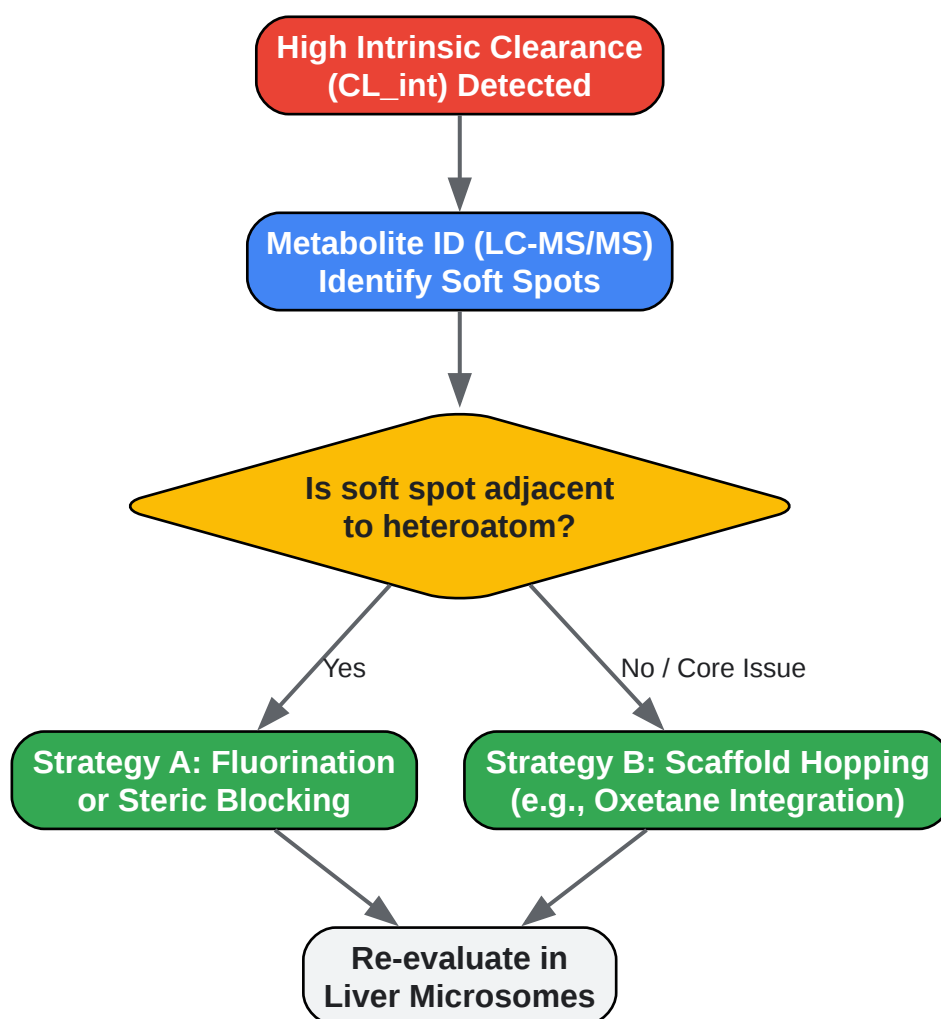 High Intrinsic Clearance
(CL_int) Detected
Metabolite ID (LC-MS/MS)
Identify Soft Spots
Is soft spot adjacent
to heteroatom?
Yes
No / Core Issue
Strategy A: Fluorination
or Steric Blocking
Strategy B: Scaffold Hopping
(e.g., Oxetane Integration)
Re-evaluate in
Liver Microsomes